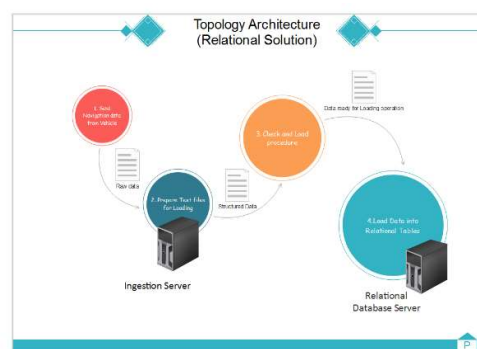 Topology Architecture
(Relational Solution)
1. Read
Navigation data
from Vehicle
Raw data
2. Prepare Text files
for Loading
Ingestion Server
Structured Data
3. Check and Load
procedure
Data ready for Loading operation
4.Load Data into
Relational Tables
Relational
Database Server
P